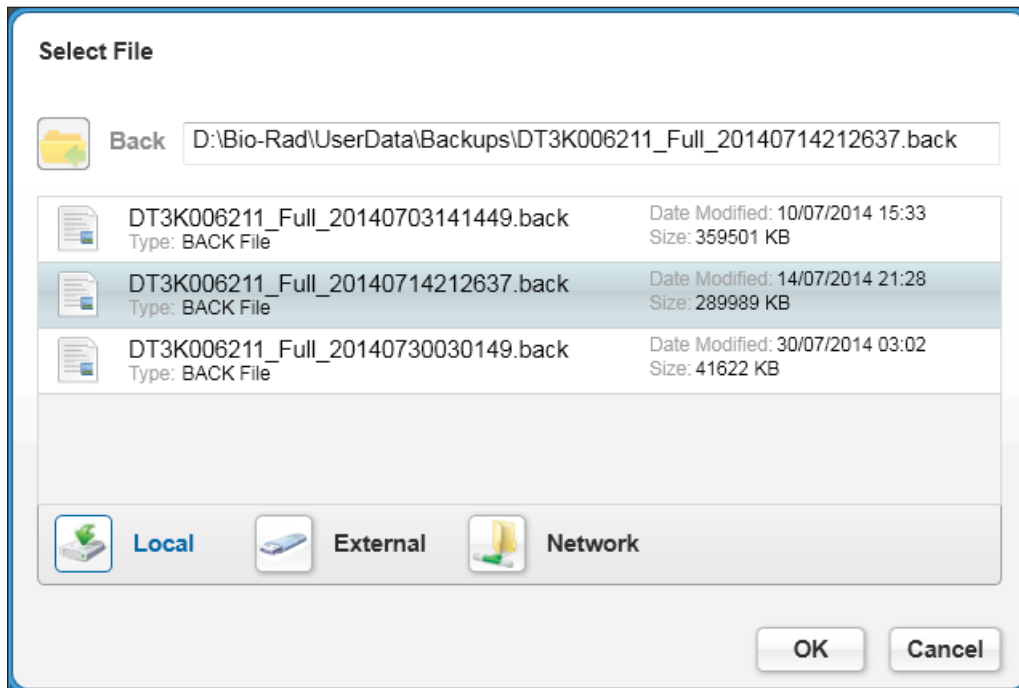 Select File
Back D:\Bio-Rad\UserData\Backups\DT3K006211_Full_20140714212637.back
DT3K006211_Full_20140703141449.back Date Modified: 10/07/2014 15:33
Type: BACK File Size: 359501 KB
DT3K006211_Full_20140714212637.back Date Modified: 14/07/2014 21:28
Type: BACK File Size: 289989 KB
DT3K006211_Full_20140730030149.back Date Modified: 30/07/2014 03:02
Type: BACK File Size: 41622 KB
Local External Network
OK Cancel